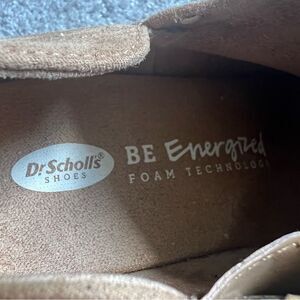 Dr. Scholl's
SHOES
BE Energized
FOAM TECHNOLOGY